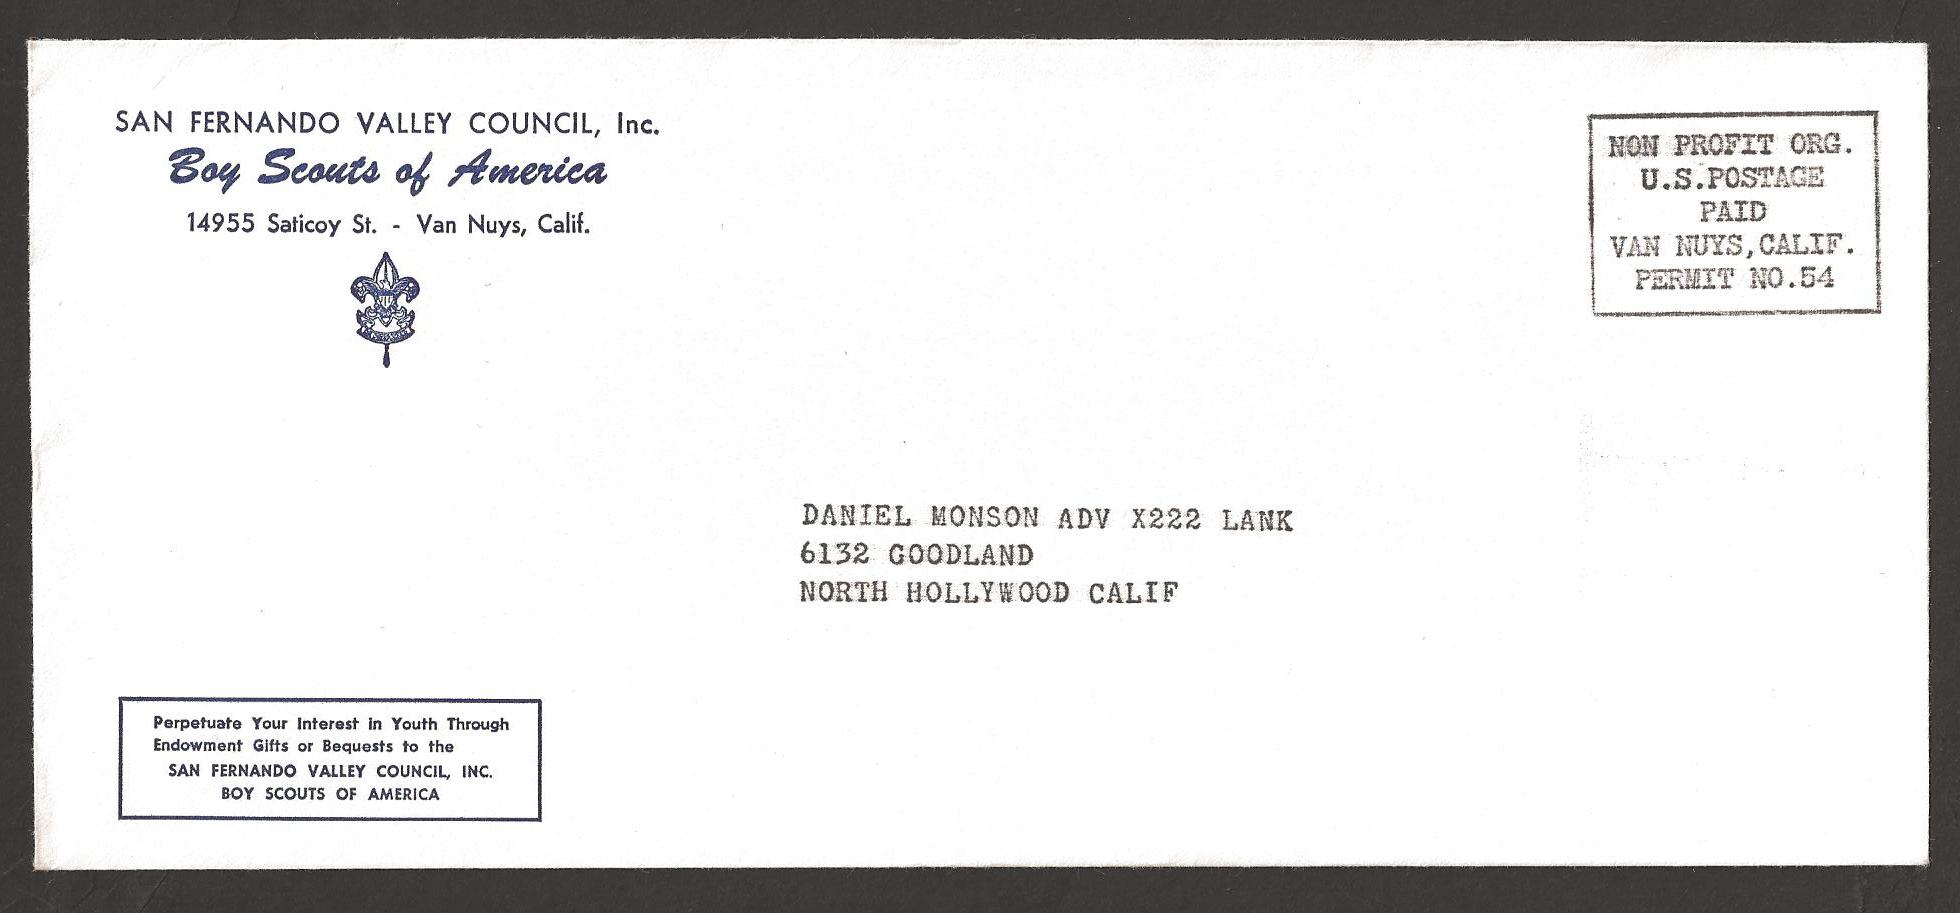 SAN FERNANDO VALLEY COUNCIL, Inc.
Boy Scouts of America
14955 Saticoy St. - Van Nuys, Calif.
NON PROFIT ORG.
U.S.POSTAGE
PAID
VAN NUYS,CALIF.
PERMIT NO.54
DANIEL MONSON ADV X222 LANK
6132 GOODLAND
NORTH HOLLYWOOD CALIF
Perpetuate Your Interest in Youth Through
Endowment Gifts or Bequests to the
SAN FERNANDO VALLEY COUNCIL, INC.
BOY SCOUTS OF AMERICA